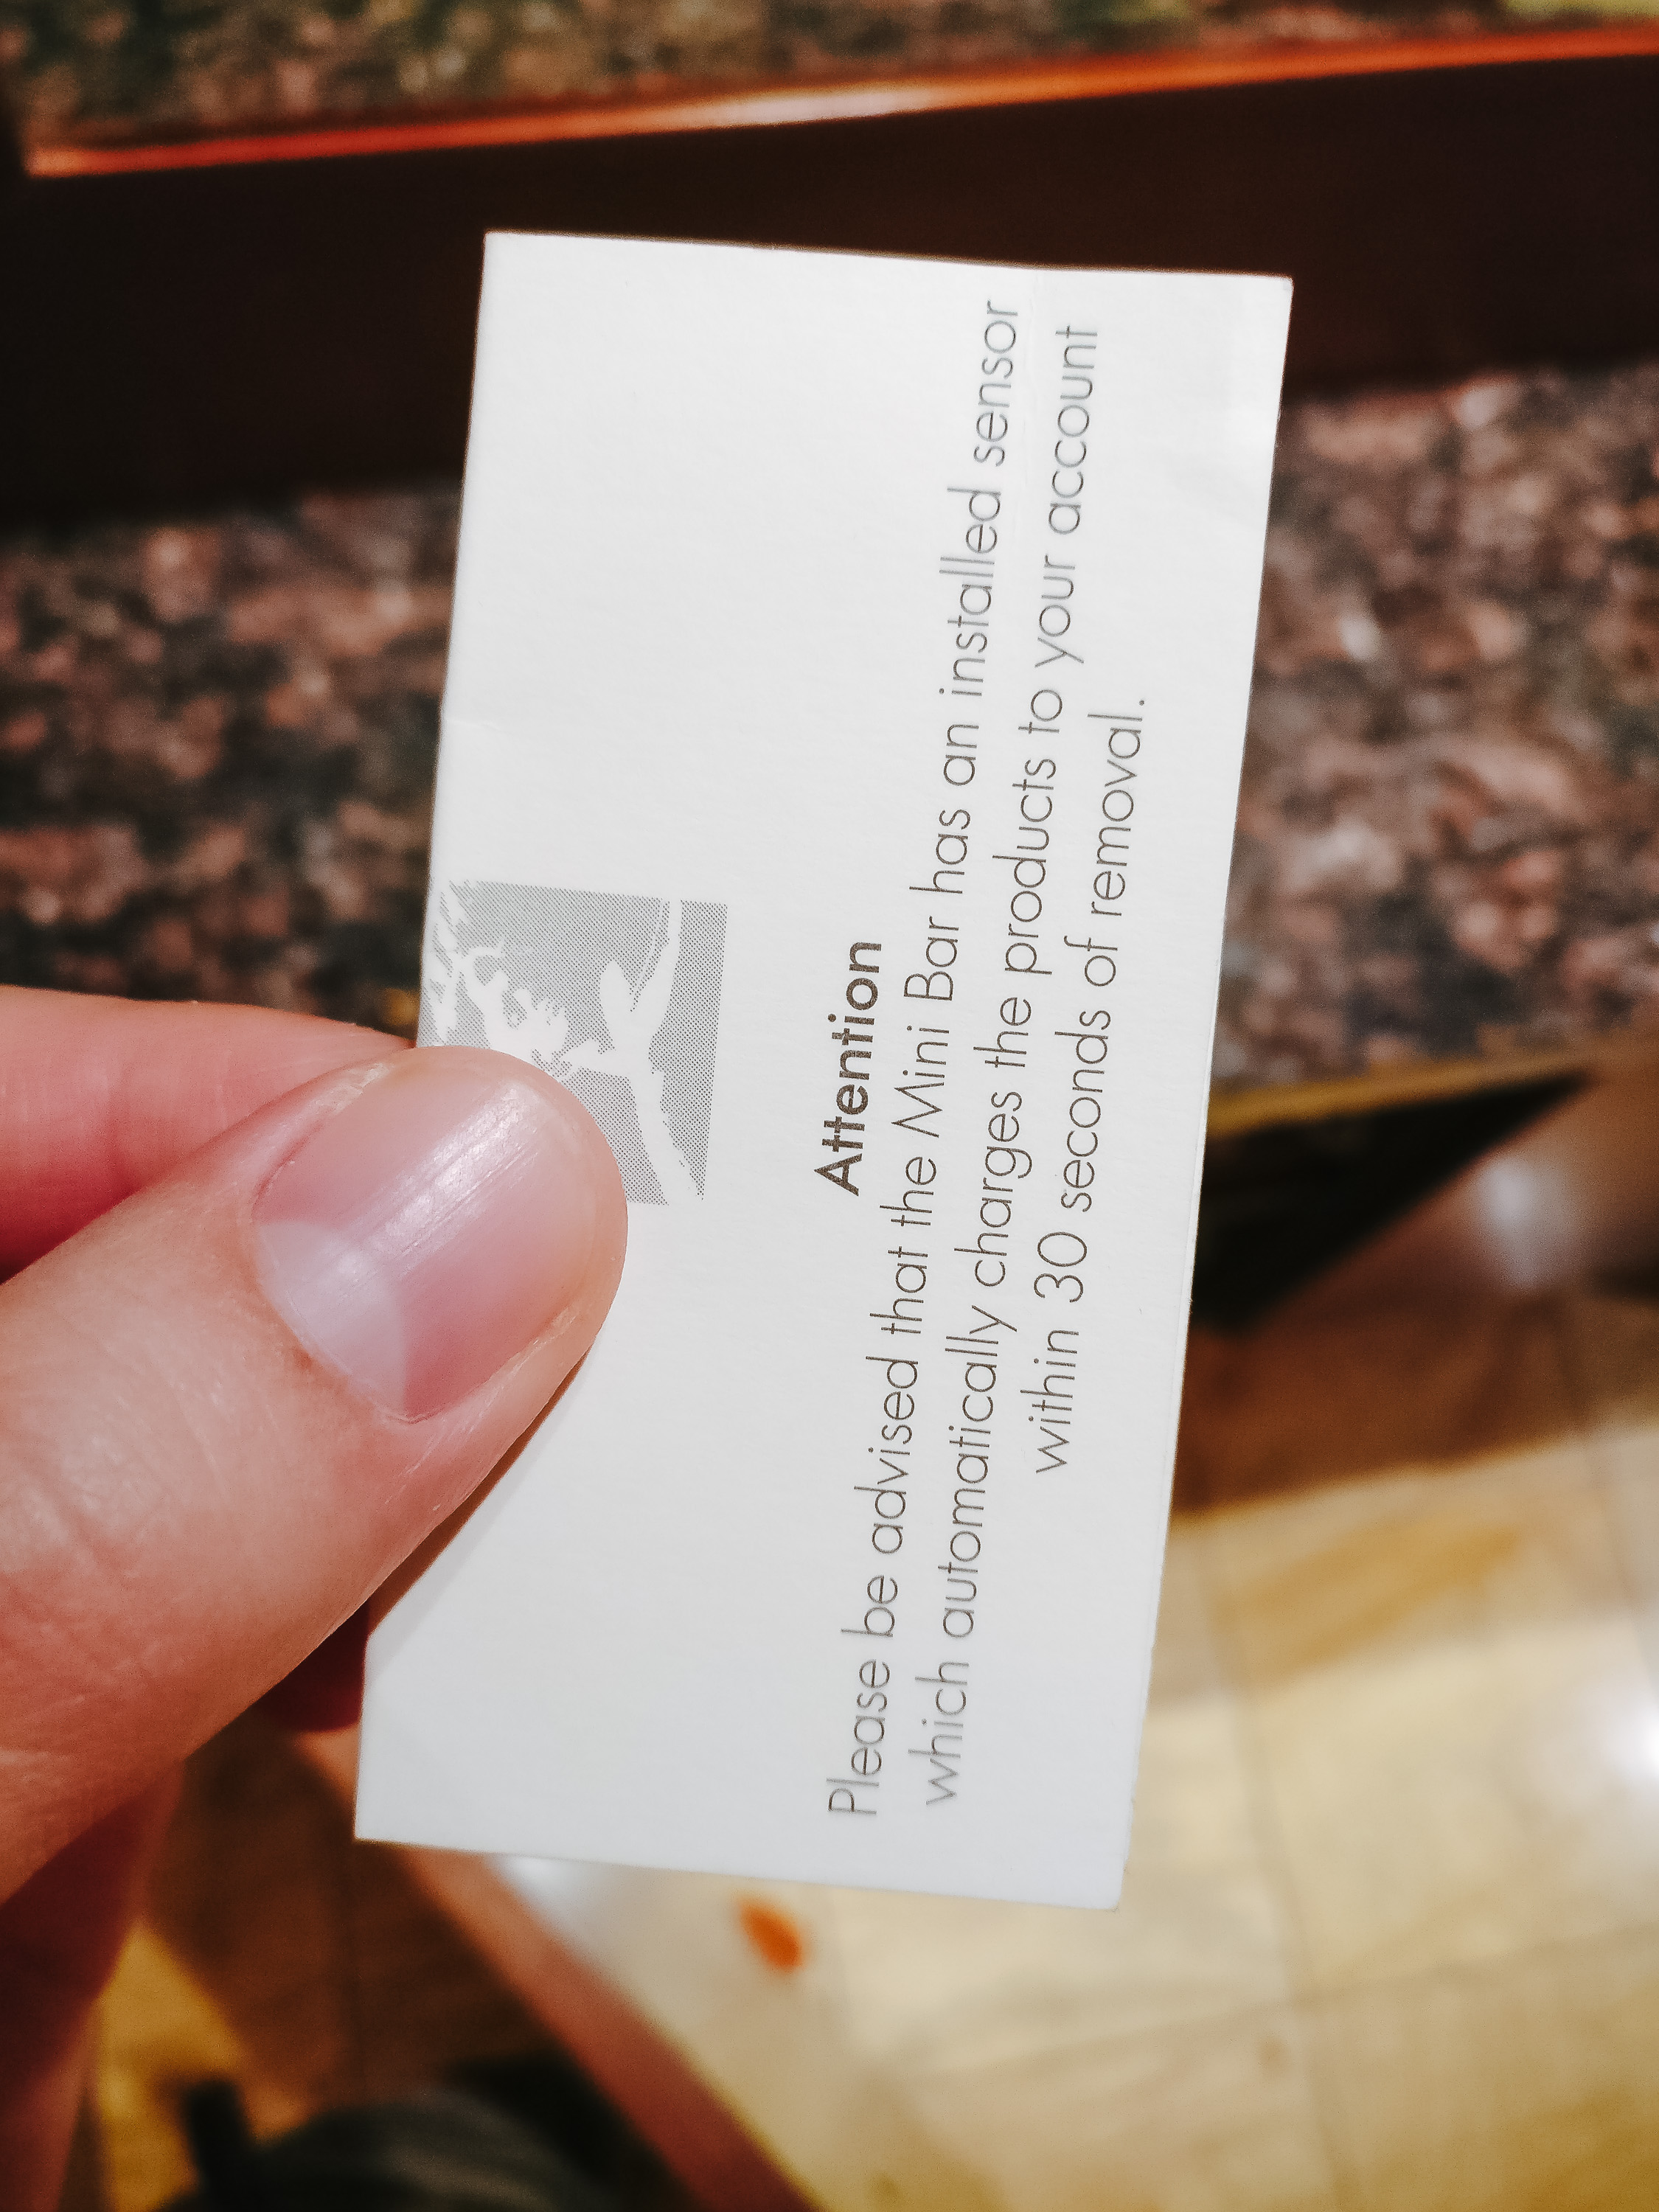 Attention
Please be advised that the Mini Bar has an installed sensor
which automatically charges the products to your account
within 30 seconds of removal.